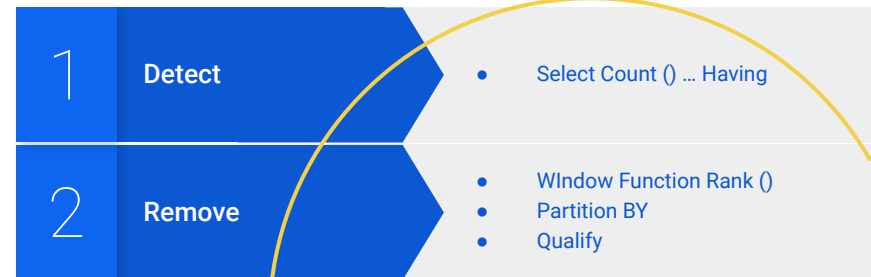 1
Detect
● Select Count () … Having
2
Remove
● WIndow Function Rank ()
● Partition BY
● Qualify